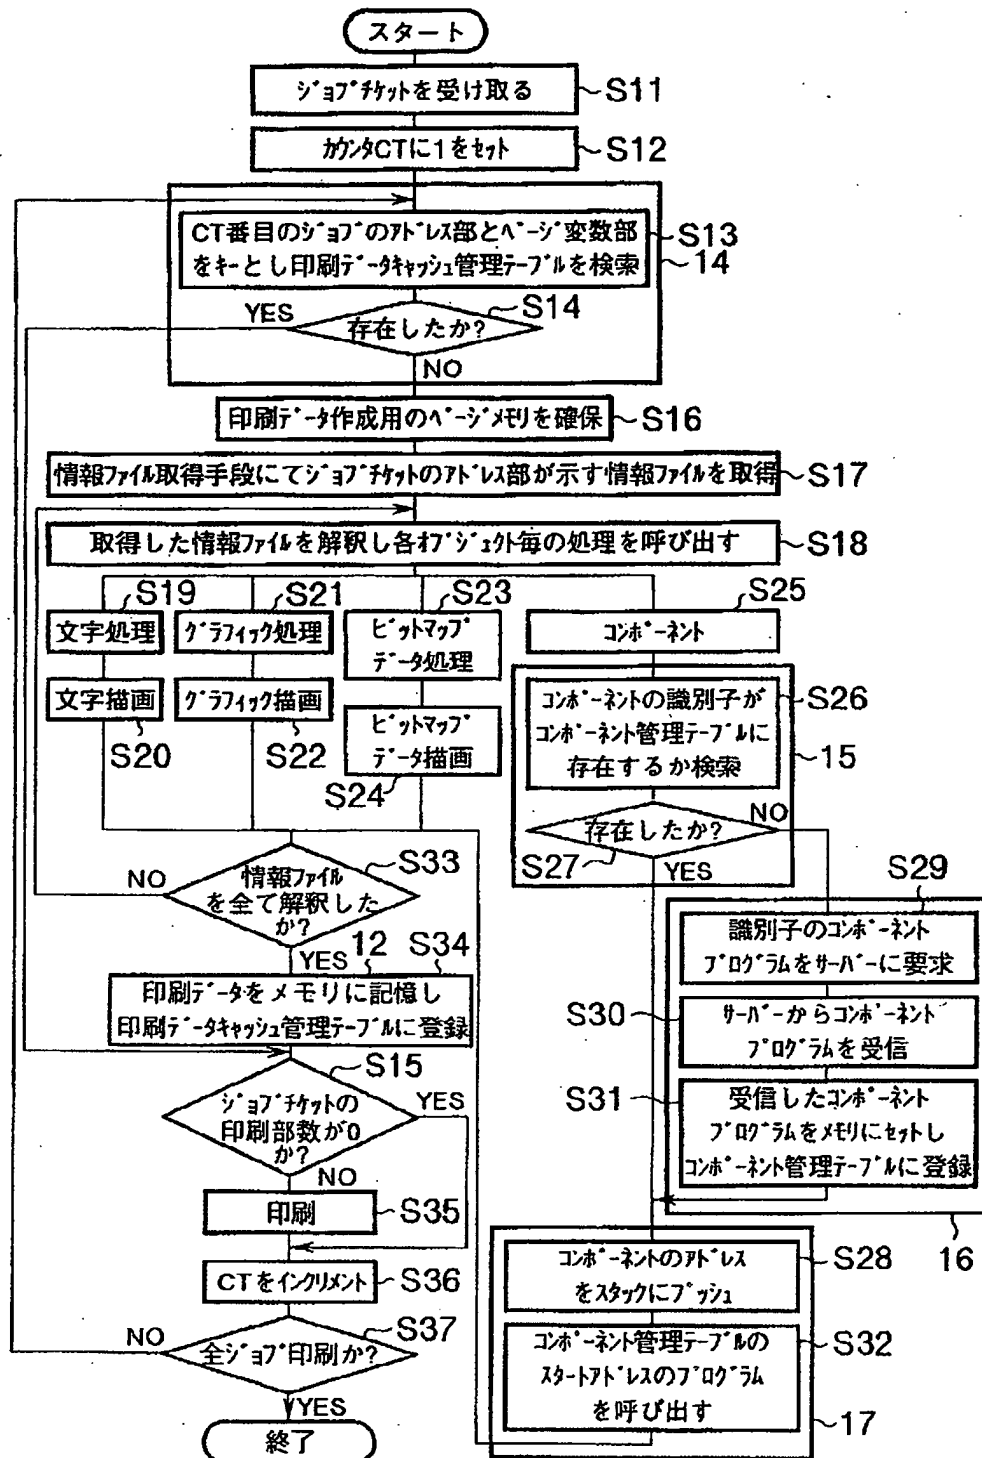 スタート
ジョブチケットを受け取る
S11
カウンタCTに1をセット
S12
CT番目のジョブのアドレス部とページ変数部
をキーとし印刷データキャッシュ管理テーブルを検索
S13
14
YES
存在したか?
S14
NO
印刷データ作成用のページメモリを確保
S16
情報ファイル取得手段にてジョブチケットのアドレス部が示す情報ファイルを取得
S17
取得した情報ファイルを解釈し各オブジェクト毎の処理を呼び出す
S18
S19
文字処理
文字描画
S20
S21
グラフィック処理
グラフィック描画
S22
S23
ビットマップ
データ処理
ビットマップ
データ描画
S24
S25
コンポーネント
コンポーネントの識別子が
コンポーネント管理テーブルに
存在するか検索
S26
15
存在したか?
NO
S27
YES
S29
識別子のコンポーネント
プログラムをサーバーに要求
S30
サーバーからコンポーネント
プログラムを受信
S31
受信したコンポーネント
プログラムをメモリにセットし
コンポーネント管理テーブルに登録
16
コンポーネントのアドレス
をスタックにプッシュ
S28
コンポーネント管理テーブルの
スタートアドレスのプログラム
を呼び出す
S32
17
NO
情報ファイル
を全て解釈した
か?
S33
YES
12
S34
印刷データをメモリに記憶し
印刷データキャッシュ管理テーブルに登録
S15
ジョブチケットの
印刷部数が0
か?
YES
NO
印刷
S35
CTをインクリメント
S36
NO
全ジョブ印刷か?
S37
YES
終了